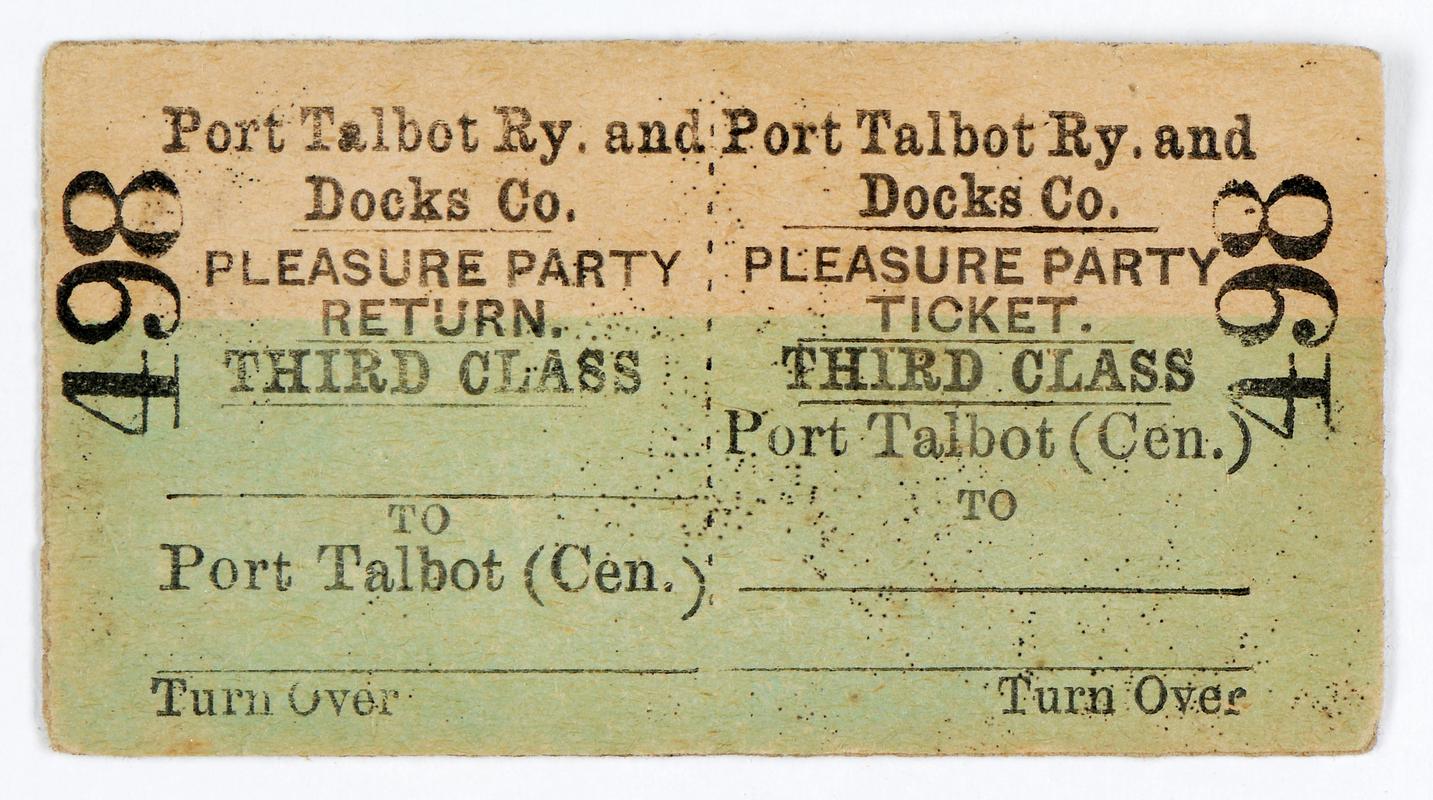 498
Port Talbot Ry. and
Docks Co.
PLEASURE PARTY
RETURN.
THIRD CLASS
TO
Port Talbot (Cen.)
Turn Over
Port Talbot Ry. and
Docks Co.
PLEASURE PARTY
TICKET.
THIRD CLASS
Port Talbot (Cen.)
TO
Turn Over
498